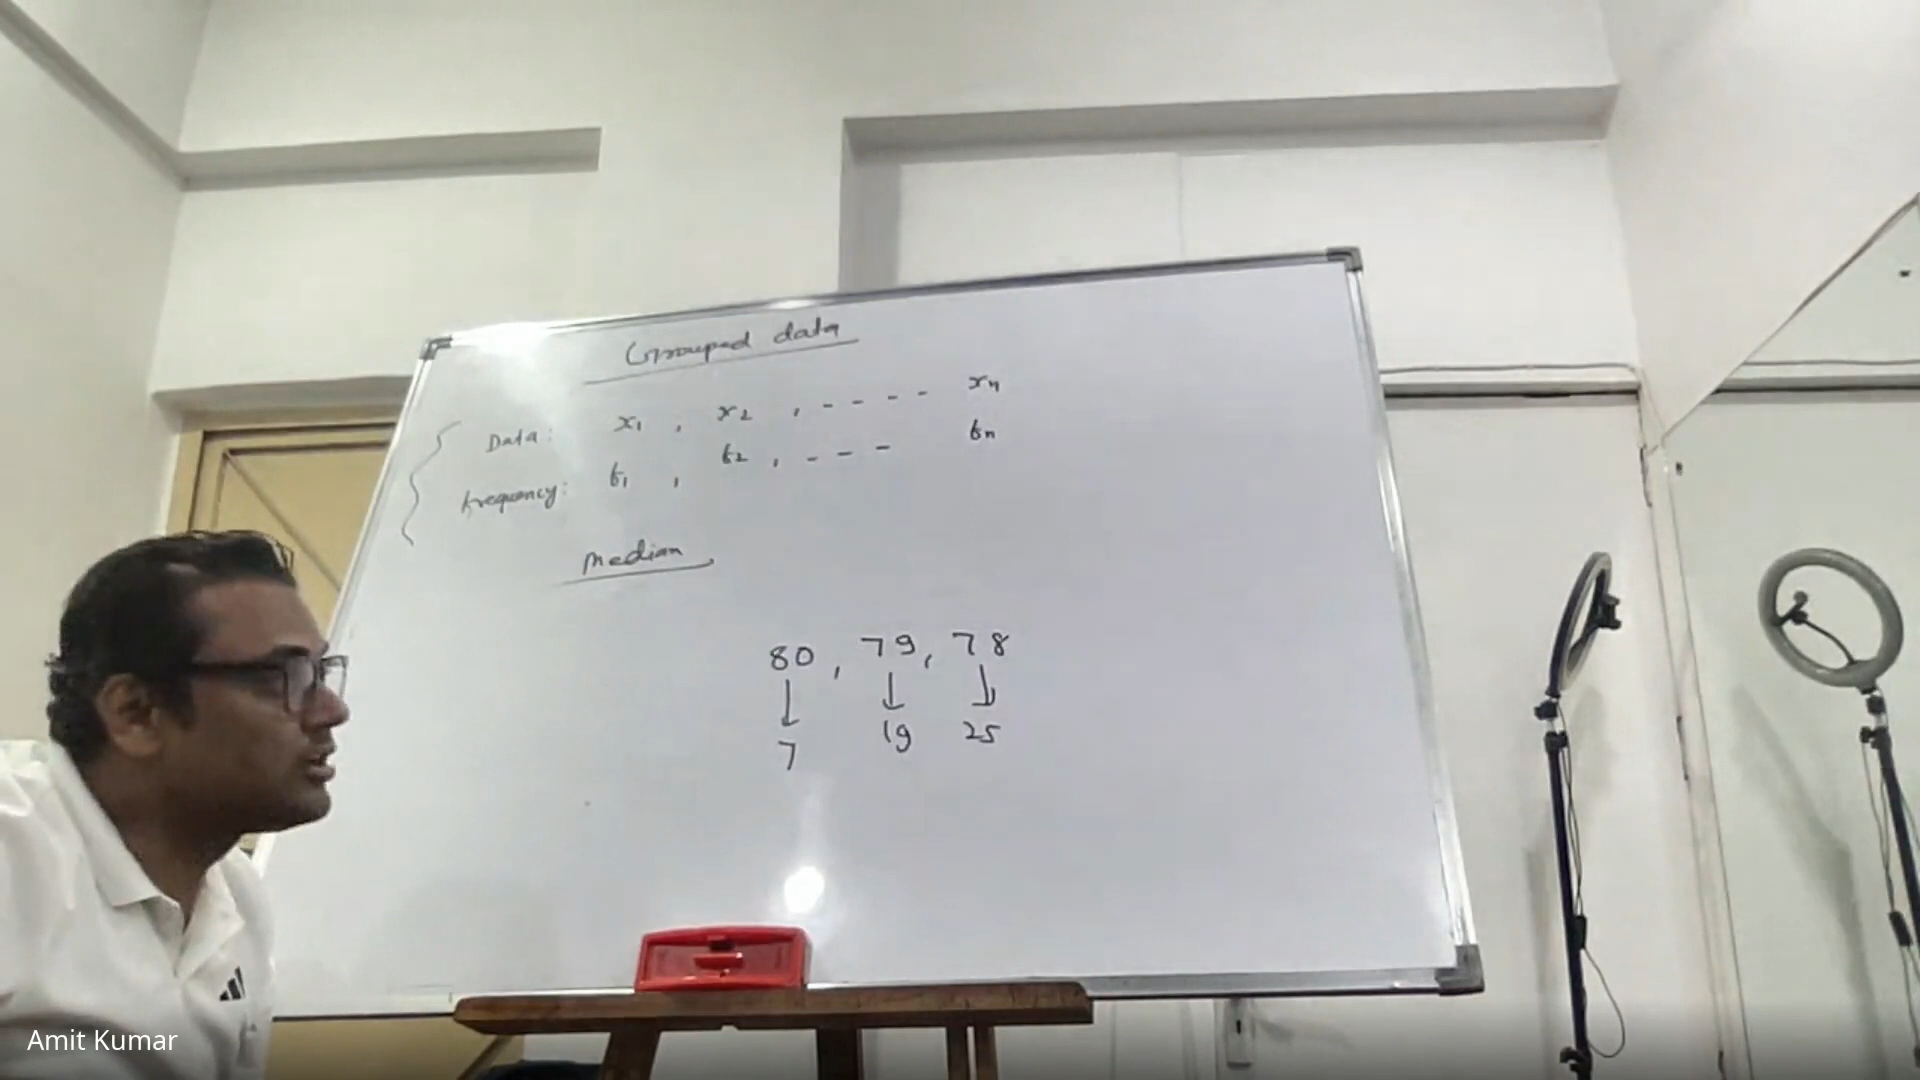 Grouped data
Data: x₁ , x₂ , - - - - xₙ
frequency: f₁ , f₂ , - - - fₙ
Median
80 , 79 , 78
↓ ↓ ↓
7 19 25
Amit Kumar